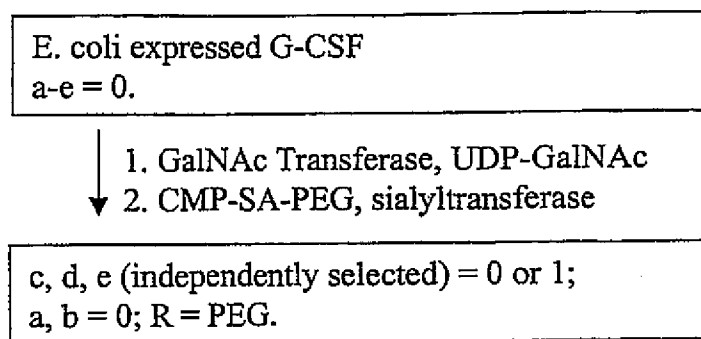 E. coli expressed G-CSF
a-e = 0.
1. GalNAc Transferase, UDP-GalNAc
2. CMP-SA-PEG, sialyltransferase
c, d, e (independently selected) = 0 or 1;
a, b = 0; R = PEG.